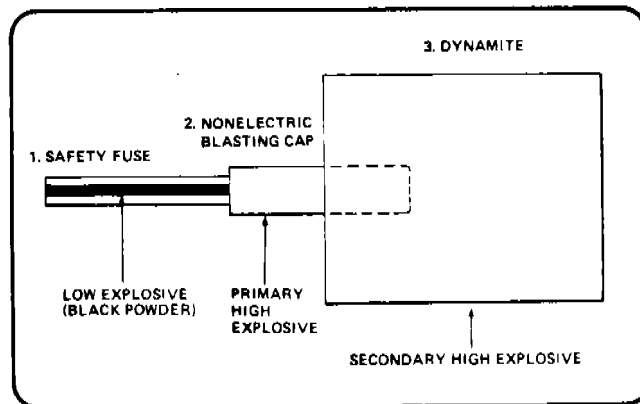 3. DYNAMITE
2. NONELECTRIC
BLASTING CAP
1. SAFETY FUSE
LOW EXPLOSIVE
(BLACK POWDER)
PRIMARY
HIGH
EXPLOSIVE
SECONDARY HIGH EXPLOSIVE